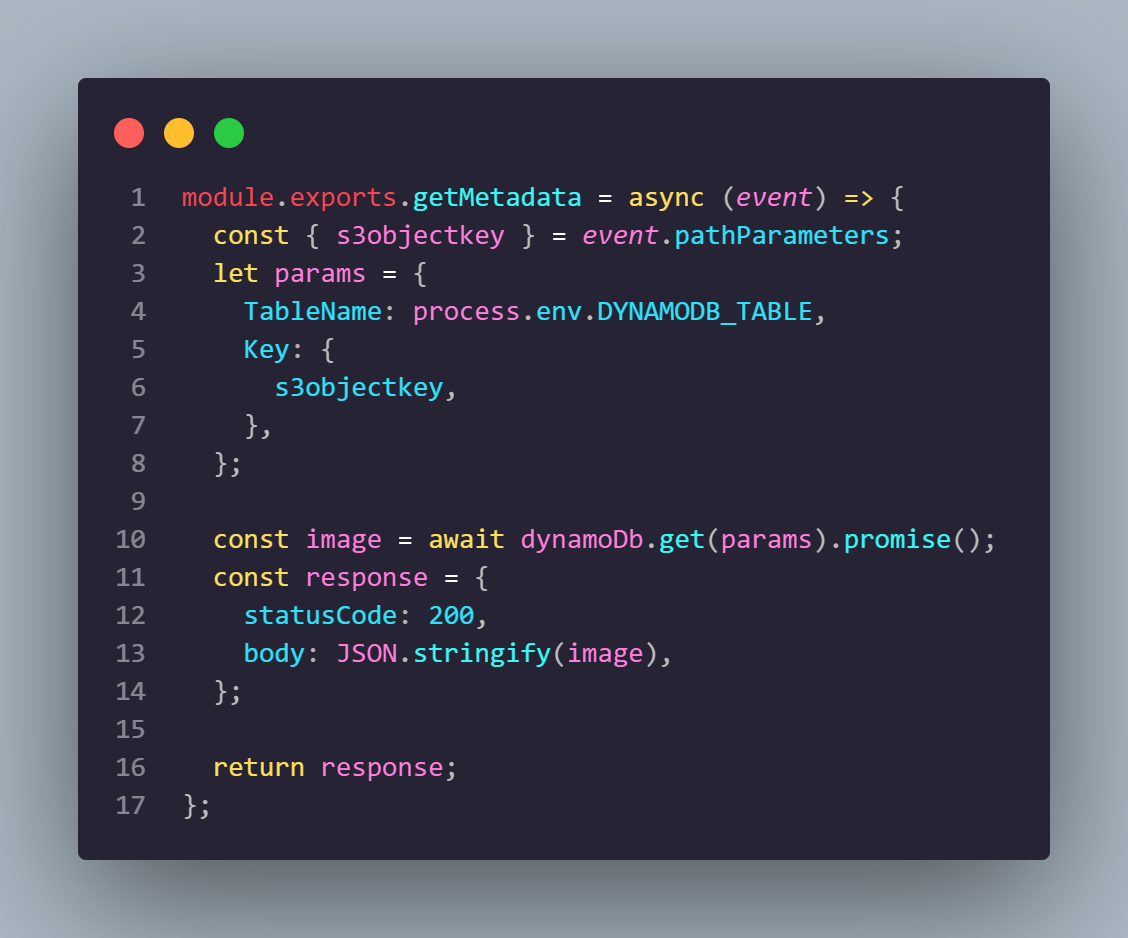 1 module.exports.getMetadata = async (event) => {
2   const { s3objectkey } = event.pathParameters;
3   let params = {
4     TableName: process.env.DYNAMODB_TABLE,
5     Key: {
6       s3objectkey,
7     },
8   };
9
10   const image = await dynamoDb.get(params).promise();
11   const response = {
12     statusCode: 200,
13     body: JSON.stringify(image),
14   };
15
16   return response;
17 };